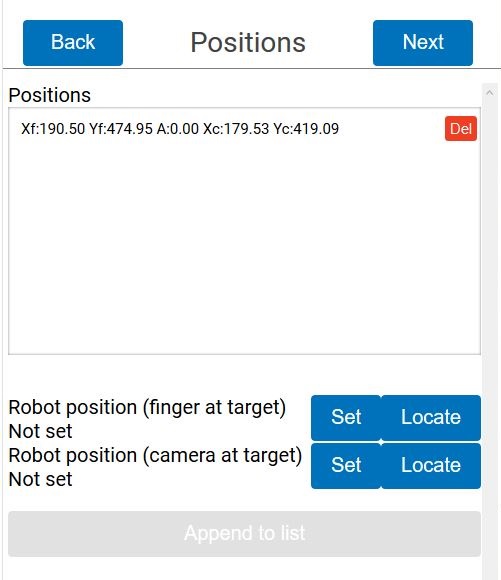 Back Positions Next
Positions
Xf:190.50 Yf:474.95 A:0.00 Xc:179.53 Yc:419.09 Del
Robot position (finger at target)
Not set
Set Locate
Robot position (camera at target)
Not set
Set Locate
Append to list